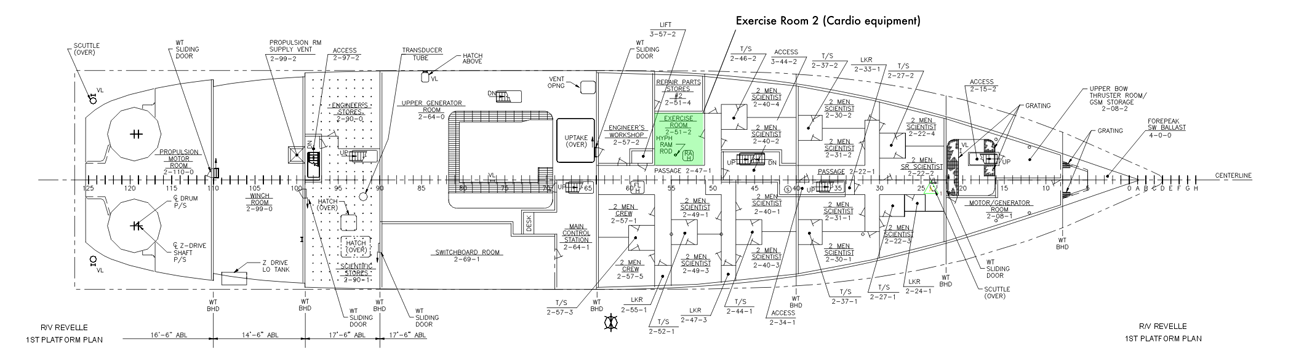 Exercise Room 2 (Cardio equipment)
SCUTTLE
(OVER)
WT
SLIDING
DOOR
PROPULSION RM
SUPPLY VENT
2-99-2
ACCESS
2-97-2
TRANSDUCER
TUBE
HATCH
ABOVE
LIFT
3-57-2
WT
SLIDING
DOOR
T/S
2-46-2
ACCESS
3-44-2
T/S
2-37-2
LKR
2-33-1
T/S
2-27-2
ACCESS
2-15-2
GRATING
UPPER BOW
THRUSTER ROOM/
GSM STORAGE
2-08-2
GRATING
FOREPEAK
SW BALLAST
4-0-0
VL
VL
VENT
OPNG
DN
ENGINEER'S
STORES
2-90-0
UPPER GENERATOR
ROOM
2-64-0
UPTAKE
(OVER)
ENGINEER'S
WORKSHOP
2-57-2
REPAIR PARTS
STORES
#2
2-51-4
EXERCISE
ROOM
2-51-2
HYPH
RAM
ROD
PASSAGE 2-47-1
2 MEN
SCIENTIST
2-40-4
2 MEN
SCIENTIST
2-40-2
2 MEN
SCIENTIST
2-30-2
2 MEN
SCIENTIST
2-31-2
2 MEN
SCIENTIST
2-22-4
2 MEN
SR. SCIENTIST
2-22-2
PROPULSION
MOTOR
ROOM
2-110-0
DN
UP
VL
UP
DN
PASSAGE
2-22-1
VL
UP
CENTERLINE
125 120 115 110 105 100 95 90 85 80 75 70 65 60 55 50 45 40 35 30 25 20 15 10 5 0 A B C D E F G H
WINCH
ROOM
2-99-0
UP
UP
℄ DRUM
P/S
℄ 2-DRIVE
SHAFT
P/S
VL
Z DRIVE
LO TANK
HATCH
(OVER)
HATCH
(OVER)
SCIENTIFIC
STORES
2-90-1
SWITCHBOARD ROOM
2-69-1
DESK
MAIN
CONTROL
STATION
2-64-1
2 MEN
CREW
2-57-1
2 MEN
CREW
2-57-5
2 MEN
SCIENTIST
2-49-1
2 MEN
SCIENTIST
2-49-3
2 MEN
SCIENTIST
2-40-1
2 MEN
SCIENTIST
2-40-3
2 MEN
SCIENTIST
2-31-1
2 MEN
SCIENTIST
2-30-1
2 MEN
SCIENTIST
2-22-3
MOTOR/GENERATOR
ROOM
2-08-1
WT
BHD
WT
SLIDING
DOOR
SCUTTLE
(OVER)
WT
BHD
WT
BHD
WT
BHD
WT
SLIDING
DOOR
WT
BHD
WT
SLIDING
DOOR
T/S
2-57-3
WT
BHD
LKR
2-55-1
T/S
2-52-1
LKR
2-47-3
T/S
2-44-1
ACCESS
2-34-1
WT
BHD
T/S
2-37-1
T/S
2-27-1
LKR
2-24-1
WT
BHD
R/V REVELLE
1ST PLATFORM PLAN
16'-6" ABL
14'-6" ABL
17'-6" ABL
17'-6" ABL
R/V REVELLE
1ST PLATFORM PLAN